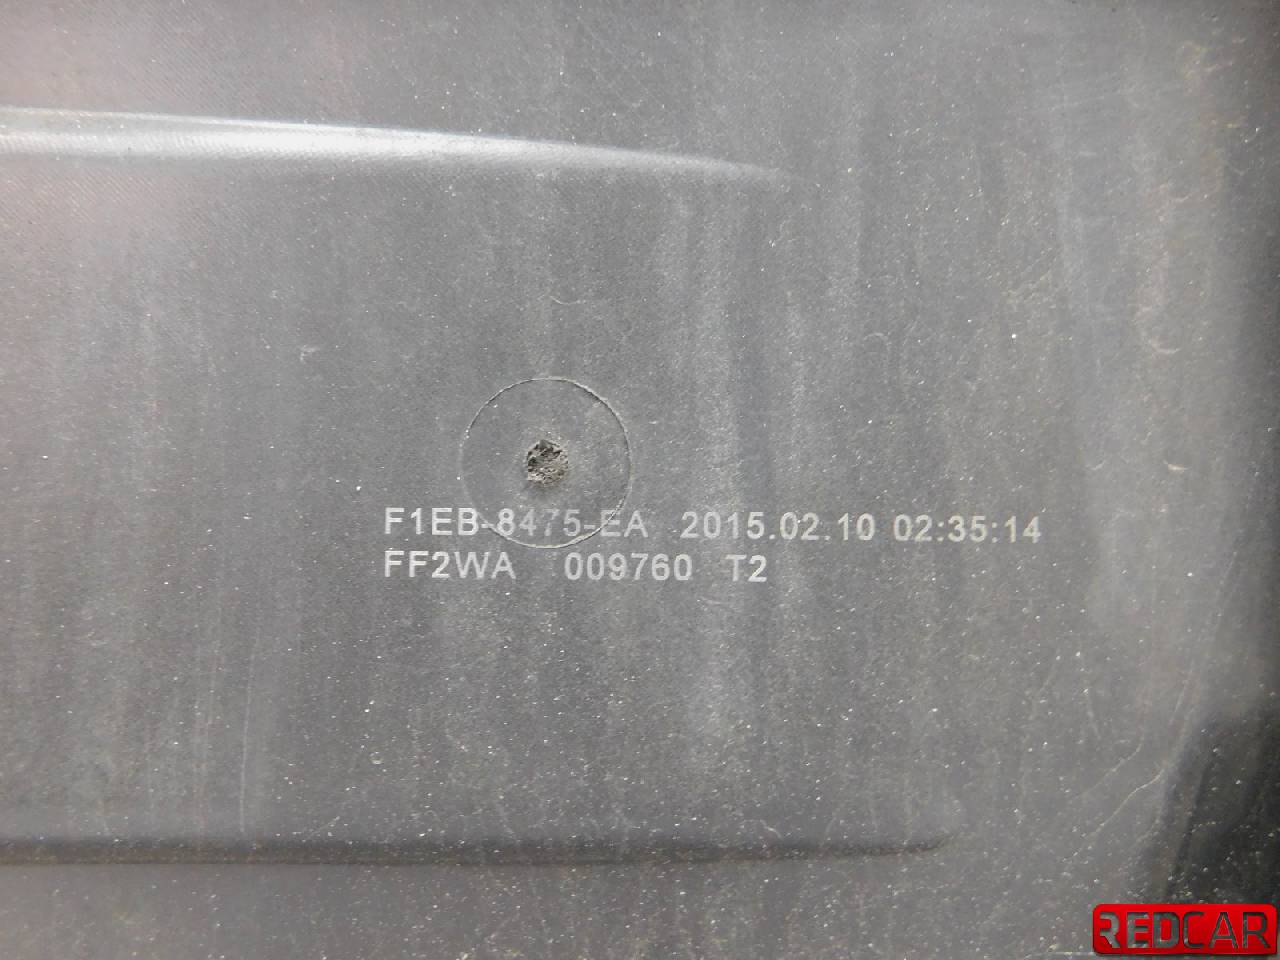 F1EB-8475-EA 2015.02.10 02:35:14
FF2WA 009760 T2
REDCAR